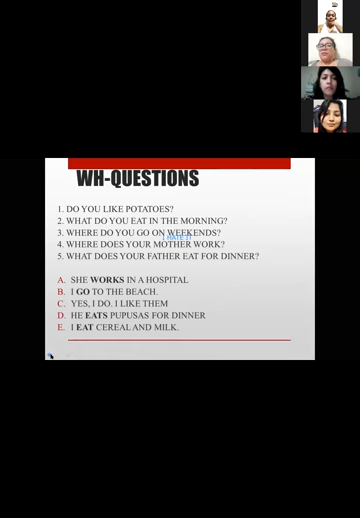 WH-QUESTIONS
1. DO YOU LIKE POTATOES?
2. WHAT DO YOU EAT IN THE MORNING?
3. WHERE DO YOU GO ON WEEKENDS?
I HATE IT
4. WHERE DOES YOUR MOTHER WORK?
5. WHAT DOES YOUR FATHER EAT FOR DINNER?
A. SHE WORKS IN A HOSPITAL
B. I GO TO THE BEACH.
C. YES, I DO. I LIKE THEM
D. HE EATS PUPUSAS FOR DINNER
E. I EAT CEREAL AND MILK.